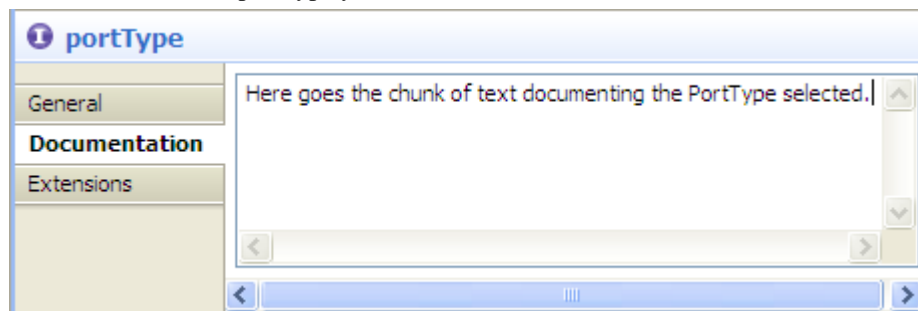 portType
General
Documentation
Extensions
Here goes the chunk of text documenting the PortType selected.